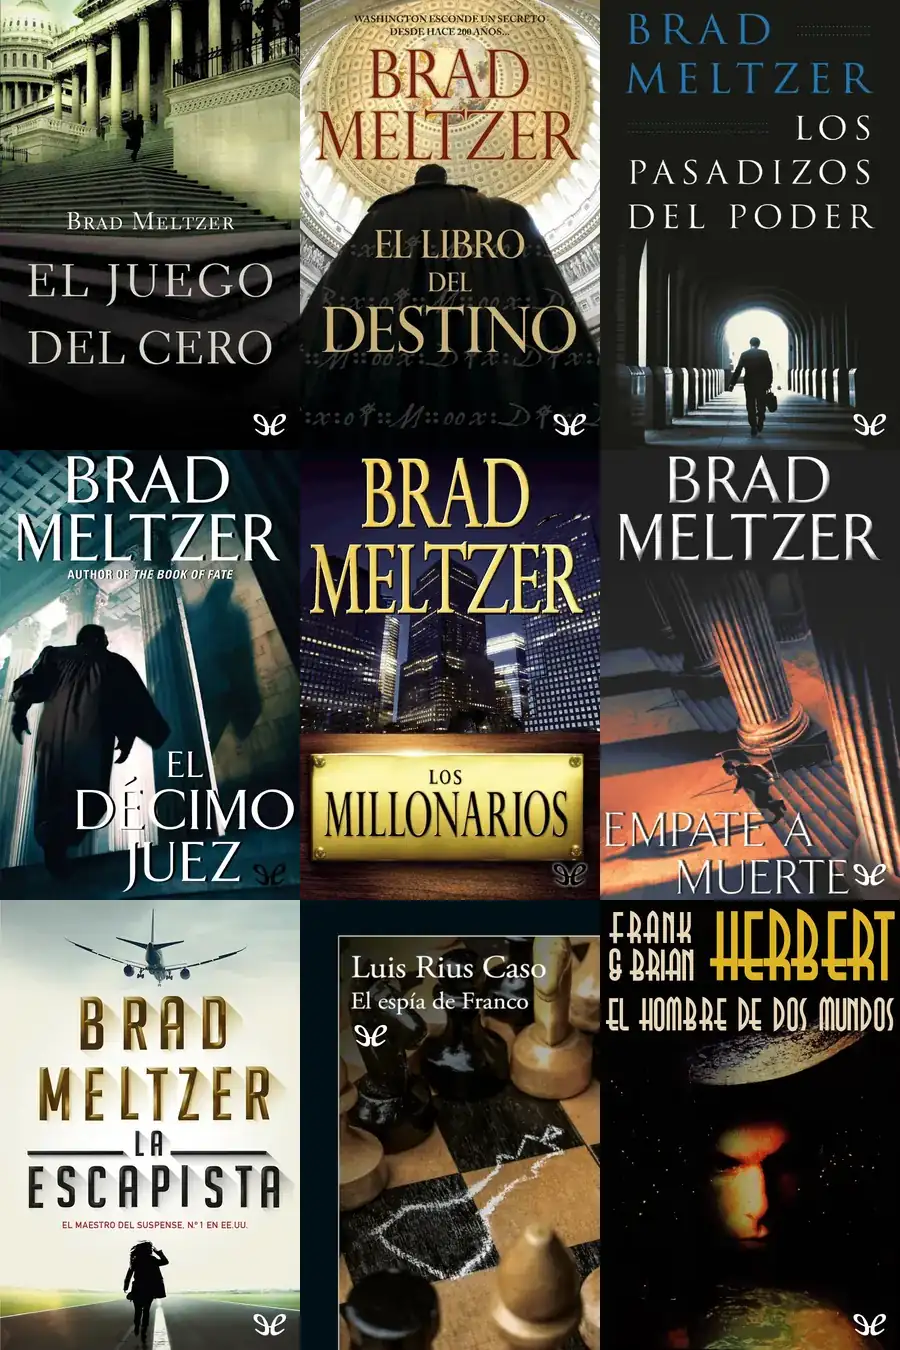 BRAD MELTZER
EL JUEGO
DEL CERO
WASHINGTON ESCONDE UN SECRETO
DESDE HACE 200 AÑOS...
BRAD
MELTZER
EL LIBRO
DEL
DESTINO
BRAD
MELTZER
LOS
PASADIZOS
DEL PODER
BRAD
MELTZER
AUTHOR OF THE BOOK OF FATE
EL
DÉCIMO
JUEZ
BRAD
MELTZER
LOS
MILLONARIOS
BRAD
MELTZER
EMPATE A
MUERTE
BRAD
MELTZER
LA
ESCAPISTA
EL MAESTRO DEL SUSPENSE, N.º 1 EN EE.UU.
Luis Rius Caso
El espía de Franco
FRANK
& BRIAN
HERBERT
EL HOMBRE DE DOS MUNDOS